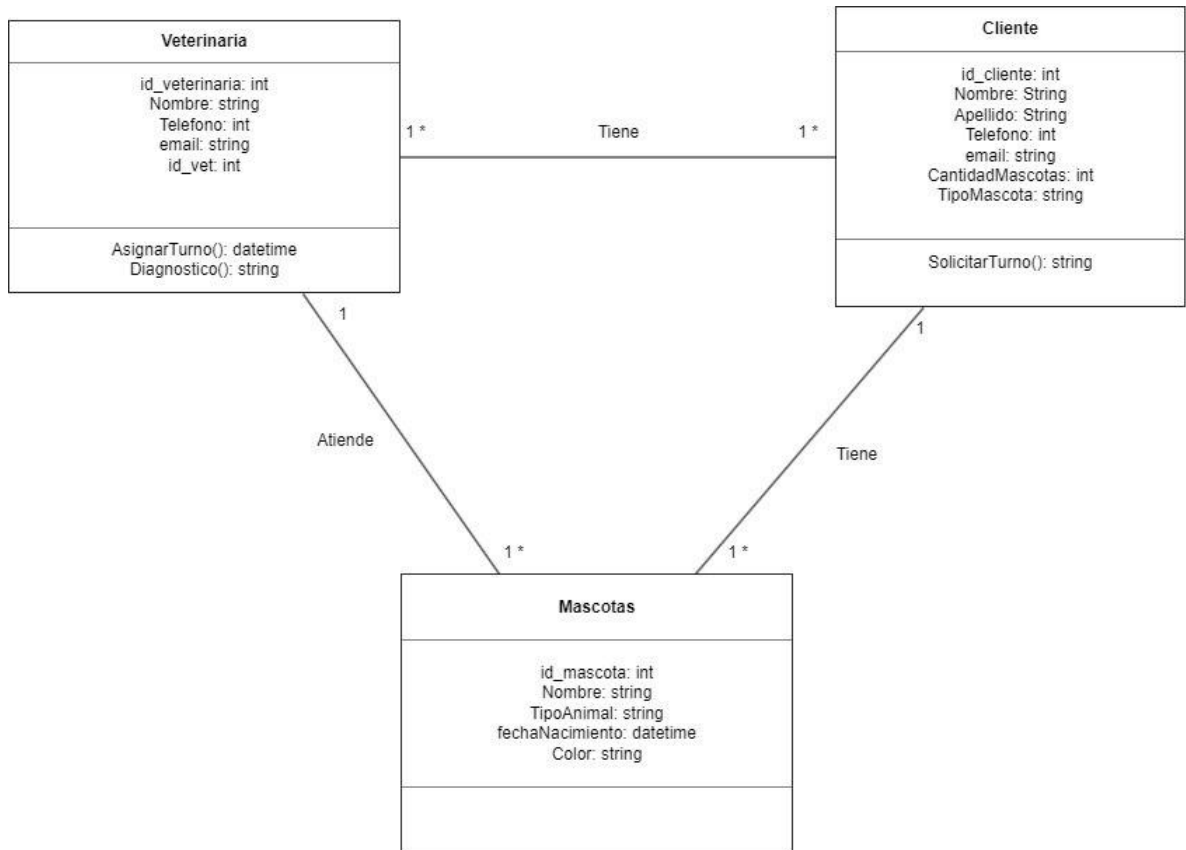 Veterinaria
id_veterinaria: int
Nombre: string
Telefono: int
email: string
id_vet: int
AsignarTurno(): datetime
Diagnostico(): string
Cliente
id_cliente: int
Nombre: String
Apellido: String
Telefono: int
email: string
CantidadMascotas: int
TipoMascota: string
SolicitarTurno(): string
1 *
Tiene
1 *
1
Atiende
1 *
1
Tiene
1 *
Mascotas
id_mascota: int
Nombre: string
TipoAnimal: string
fechaNacimiento: datetime
Color: string